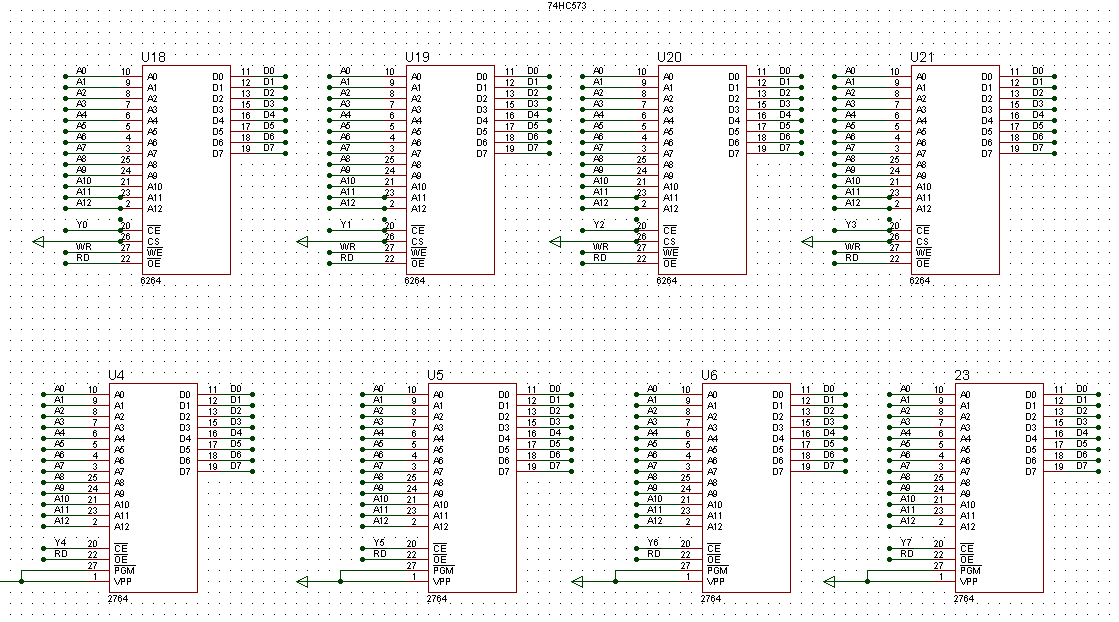 74HC573
U18 U19 U20 U21
A0 10 A0 D0 11 D0 A0 10 A0 D0 11 D0 A0 10 A0 D0 11 D0 A0 10 A0 D0 11 D0
A1 9 A1 D1 12 D1 A1 9 A1 D1 12 D1 A1 9 A1 D1 12 D1 A1 9 A1 D1 12 D1
A2 8 A2 D2 13 D2 A2 8 A2 D2 13 D2 A2 8 A2 D2 13 D2 A2 8 A2 D2 13 D2
A3 7 A3 D3 15 D3 A3 7 A3 D3 15 D3 A3 7 A3 D3 15 D3 A3 7 A3 D3 15 D3
A4 6 A4 D4 16 D4 A4 6 A4 D4 16 D4 A4 6 A4 D4 16 D4 A4 6 A4 D4 16 D4
A5 5 A5 D5 17 D5 A5 5 A5 D5 17 D5 A5 5 A5 D5 17 D5 A5 5 A5 D5 17 D5
A6 4 A6 D6 18 D6 A6 4 A6 D6 18 D6 A6 4 A6 D6 18 D6 A6 4 A6 D6 18 D6
A7 3 A7 D7 19 D7 A7 3 A7 D7 19 D7 A7 3 A7 D7 19 D7 A7 3 A7 D7 19 D7
A8 25 A8 A8 25 A8 A8 25 A8 A8 25 A8
A9 24 A9 A9 24 A9 A9 24 A9 A9 24 A9
A10 21 A10 A10 21 A10 A10 21 A10 A10 21 A10
A11 23 A11 A11 23 A11 A11 23 A11 A11 23 A11
A12 2 A12 A12 2 A12 A12 2 A12 A12 2 A12
Y0 20 CE Y1 20 CE Y2 20 CE Y3 20 CE
26 CS 26 CS 26 CS 26 CS
WR 27 WE WR 27 WE WR 27 WE WR 27 WE
RD 22 OE RD 22 OE RD 22 OE RD 22 OE
6264 6264 6264 6264
U4 U5 U6 23
A0 10 A0 D0 11 D0 A0 10 A0 D0 11 D0 A0 10 A0 D0 11 D0 A0 10 A0 D0 11 D0
A1 9 A1 D1 12 D1 A1 9 A1 D1 12 D1 A1 9 A1 D1 12 D1 A1 9 A1 D1 12 D1
A2 8 A2 D2 13 D2 A2 8 A2 D2 13 D2 A2 8 A2 D2 13 D2 A2 8 A2 D2 13 D2
A3 7 A3 D3 15 D3 A3 7 A3 D3 15 D3 A3 7 A3 D3 15 D3 A3 7 A3 D3 15 D3
A4 6 A4 D4 16 D4 A4 6 A4 D4 16 D4 A4 6 A4 D4 16 D4 A4 6 A4 D4 16 D4
A5 5 A5 D5 17 D5 A5 5 A5 D5 17 D5 A5 5 A5 D5 17 D5 A5 5 A5 D5 17 D5
A6 4 A6 D6 18 D6 A6 4 A6 D6 18 D6 A6 4 A6 D6 18 D6 A6 4 A6 D6 18 D6
A7 3 A7 D7 19 D7 A7 3 A7 D7 19 D7 A7 3 A7 D7 19 D7 A7 3 A7 D7 19 D7
A8 25 A8 A8 25 A8 A8 25 A8 A8 25 A8
A9 24 A9 A9 24 A9 A9 24 A9 A9 24 A9
A10 21 A10 A10 21 A10 A10 21 A10 A10 21 A10
A11 23 A11 A11 23 A11 A11 23 A11 A11 23 A11
A12 2 A12 A12 2 A12 A12 2 A12 A12 2 A12
Y4 20 CE Y5 20 CE Y6 20 CE Y7 20 CE
RD 22 OE RD 22 OE RD 22 OE RD 22 OE
27 PGM 27 PGM 27 PGM 27 PGM
1 VPP 1 VPP 1 VPP 1 VPP
2764 2764 2764 2764